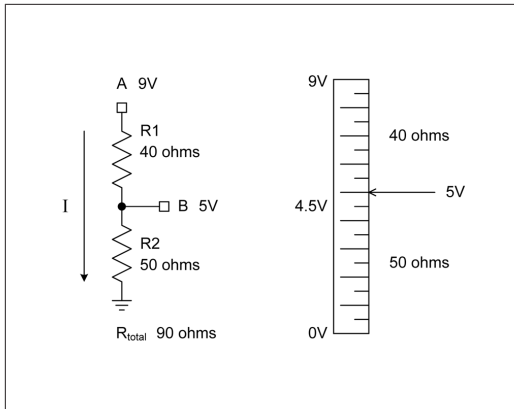 A 9V
R1
40 ohms
I
B 5V
R2
50 ohms
Rtotal 90 ohms
9V
40 ohms
5V
4.5V
50 ohms
0V